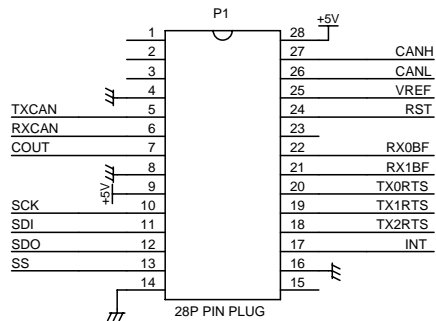 P1
+5V
1 28
2 27 CANH
3 26 CANL
4 25 VREF
TXCAN 5 24 RST
RXCAN 6 23
COUT 7 22 RX0BF
8 21 RX1BF
+5V 9 20 TX0RTS
SCK 10 19 TX1RTS
SDI 11 18 TX2RTS
SDO 12 17 INT
SS 13 16
14 15
28P PIN PLUG